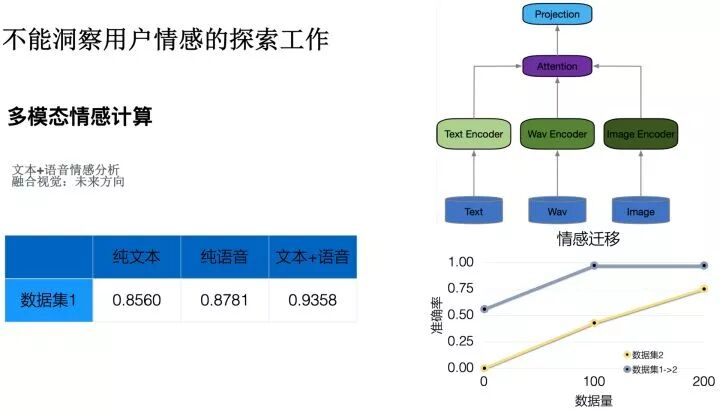 不能洞察用户情感的探索工作
多模态情感计算
文本+语音情感分析
融合视觉：未来方向
纯文本 纯语音 文本+语音
数据集1 0.8560 0.8781 0.9358
Projection
Attention
Text Encoder Wav Encoder Image Encoder
Text Wav Image
情感迁移
1.00
0.75
0.50
0.25
0.00
准确率
数据集2
数据集1->2
0 100 200
数据量